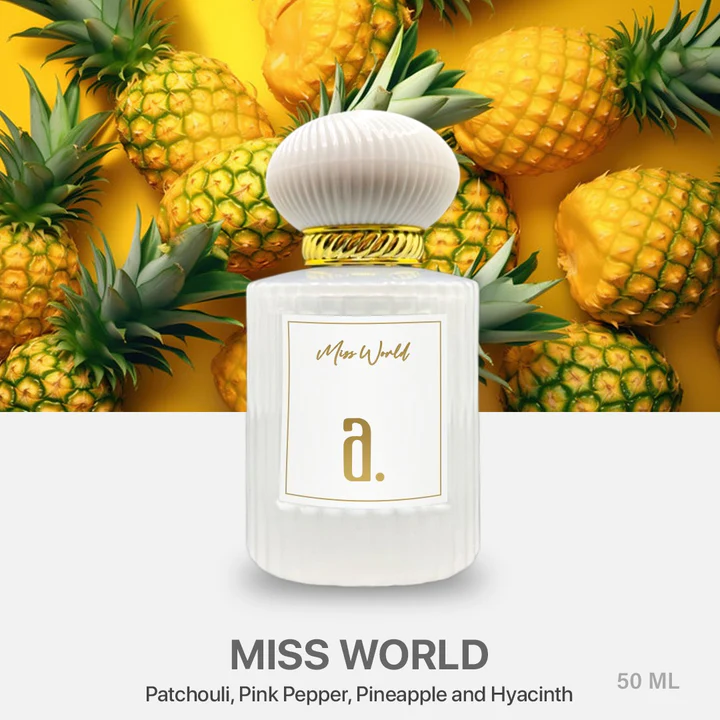 Miss World
a.
MISS WORLD
Patchouli, Pink Pepper, Pineapple and Hyacinth
50 ML